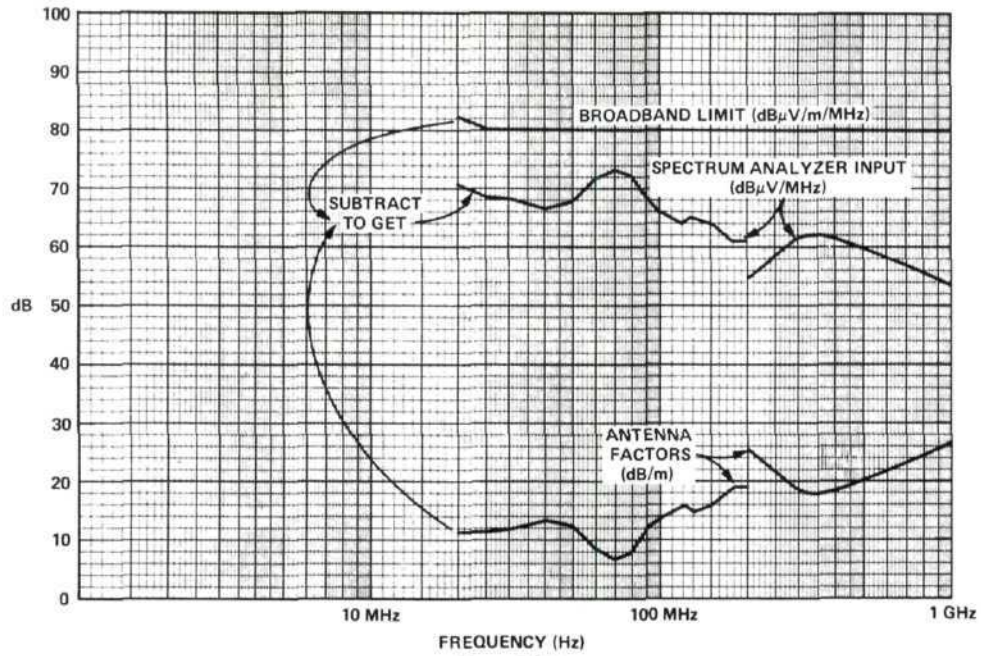 100
90
80
70
60
50
40
30
20
10
0
dB
BROADBAND LIMIT (dBμV/m/MHz)
SPECTRUM ANALYZER INPUT
(dBμV/MHz)
SUBTRACT
TO GET
ANTENNA
FACTORS
(dB/m)
10 MHz
100 MHz
1 GHz
FREQUENCY (Hz)